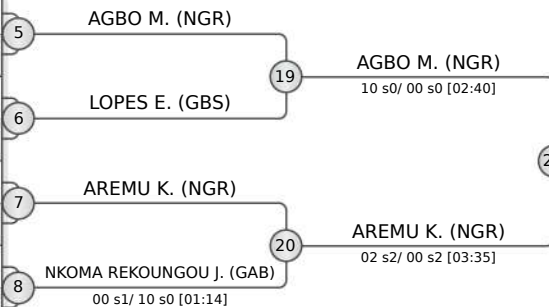 AGBO M. (NGR)
5
19
AGBO M. (NGR)
10 s0/ 00 s0 [02:40]
LOPES E. (GBS)
6
AREMU K. (NGR)
7
20
AREMU K. (NGR)
02 s2/ 00 s2 [03:35]
NKOMA REKOUNGOU J. (GAB)
8
00 s1/ 10 s0 [01:14]